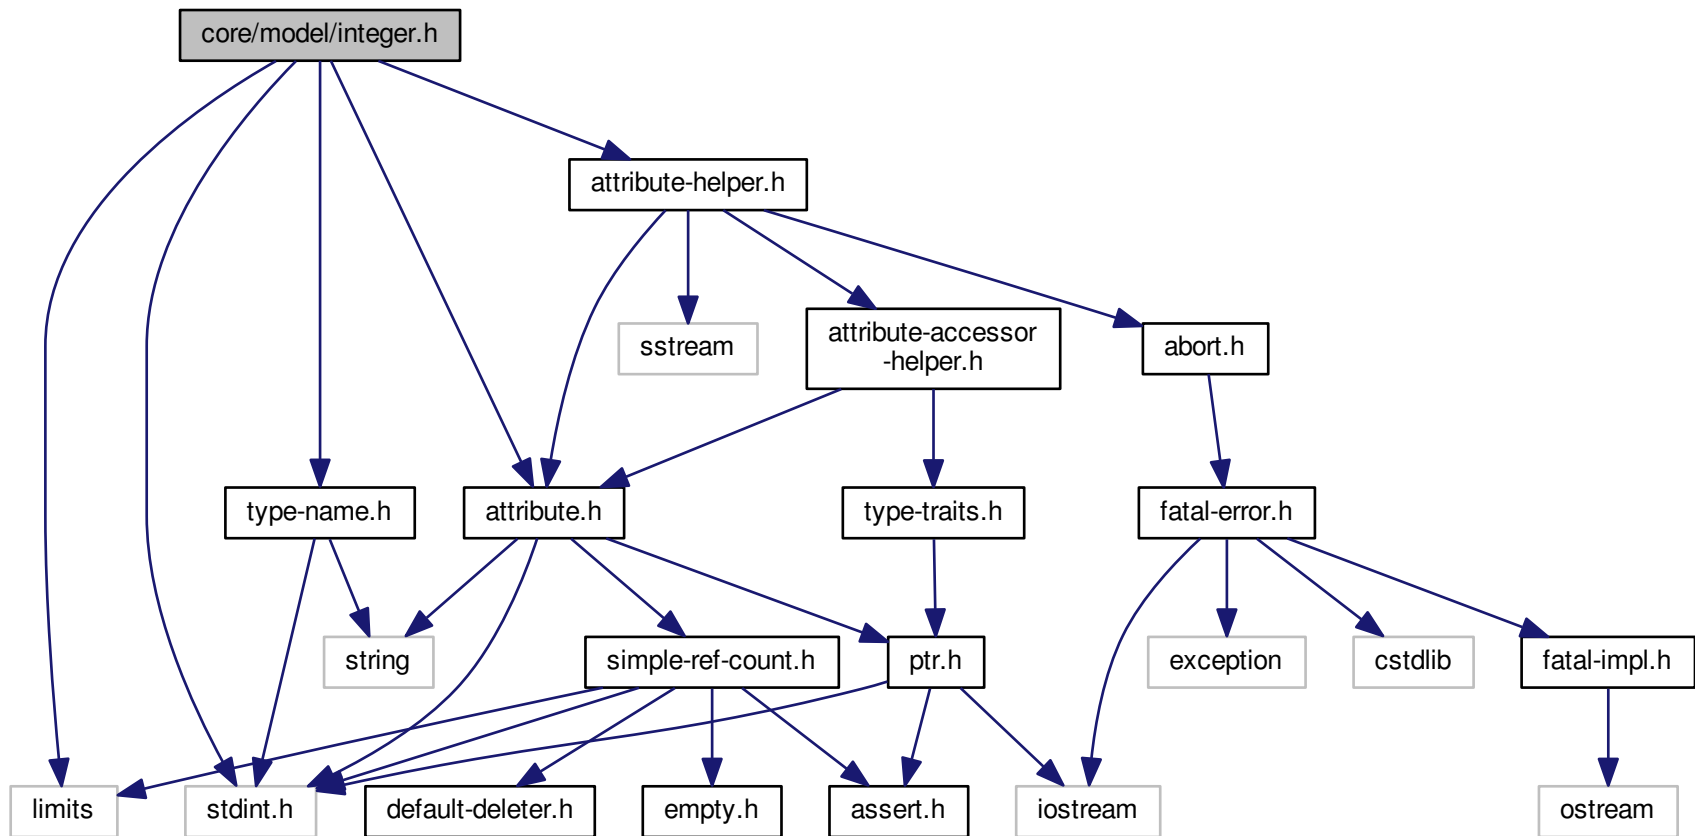 core/model/integer.h
attribute-helper.h
sstream
attribute-accessor
-helper.h
abort.h
type-name.h
attribute.h
type-traits.h
fatal-error.h
string
simple-ref-count.h
ptr.h
exception
cstdlib
fatal-impl.h
limits
stdint.h
default-deleter.h
empty.h
assert.h
iostream
ostream